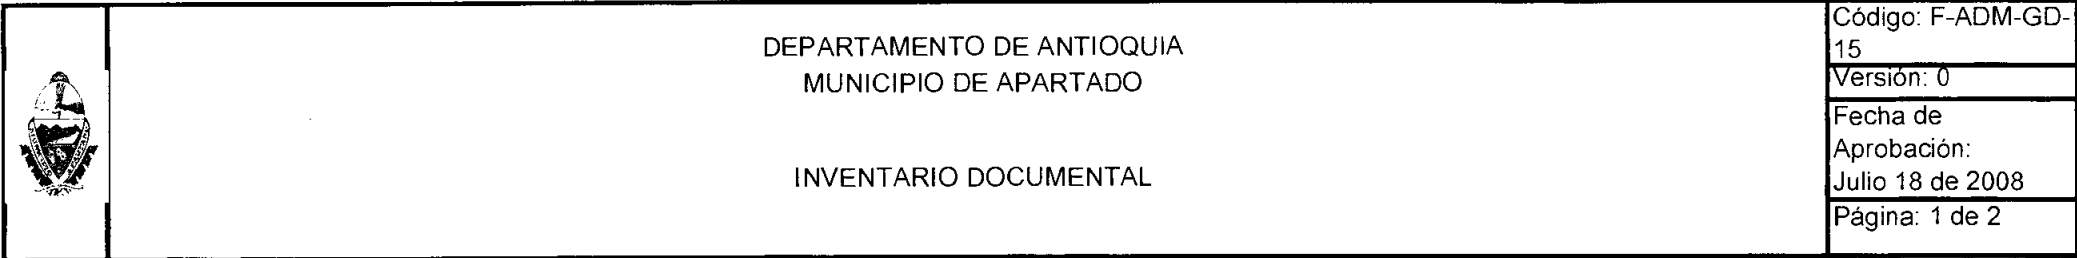 DEPARTAMENTO DE ANTIOQUIA
MUNICIPIO DE APARTADO
INVENTARIO DOCUMENTAL
Código: F-ADM-GD-
15
Versión: 0
Fecha de
Aprobación:
Julio 18 de 2008
Página: 1 de 2